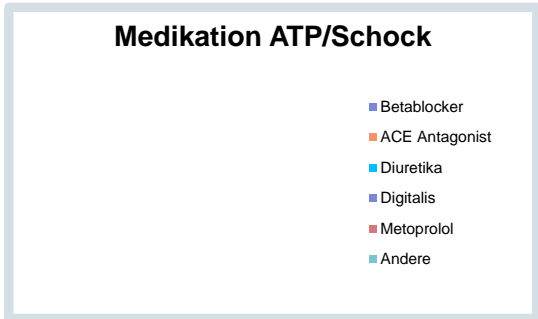 Medikation ATP/Schock
Betablocker
ACE Antagonist
Diuretika
Digitalis
Metoprolol
Andere